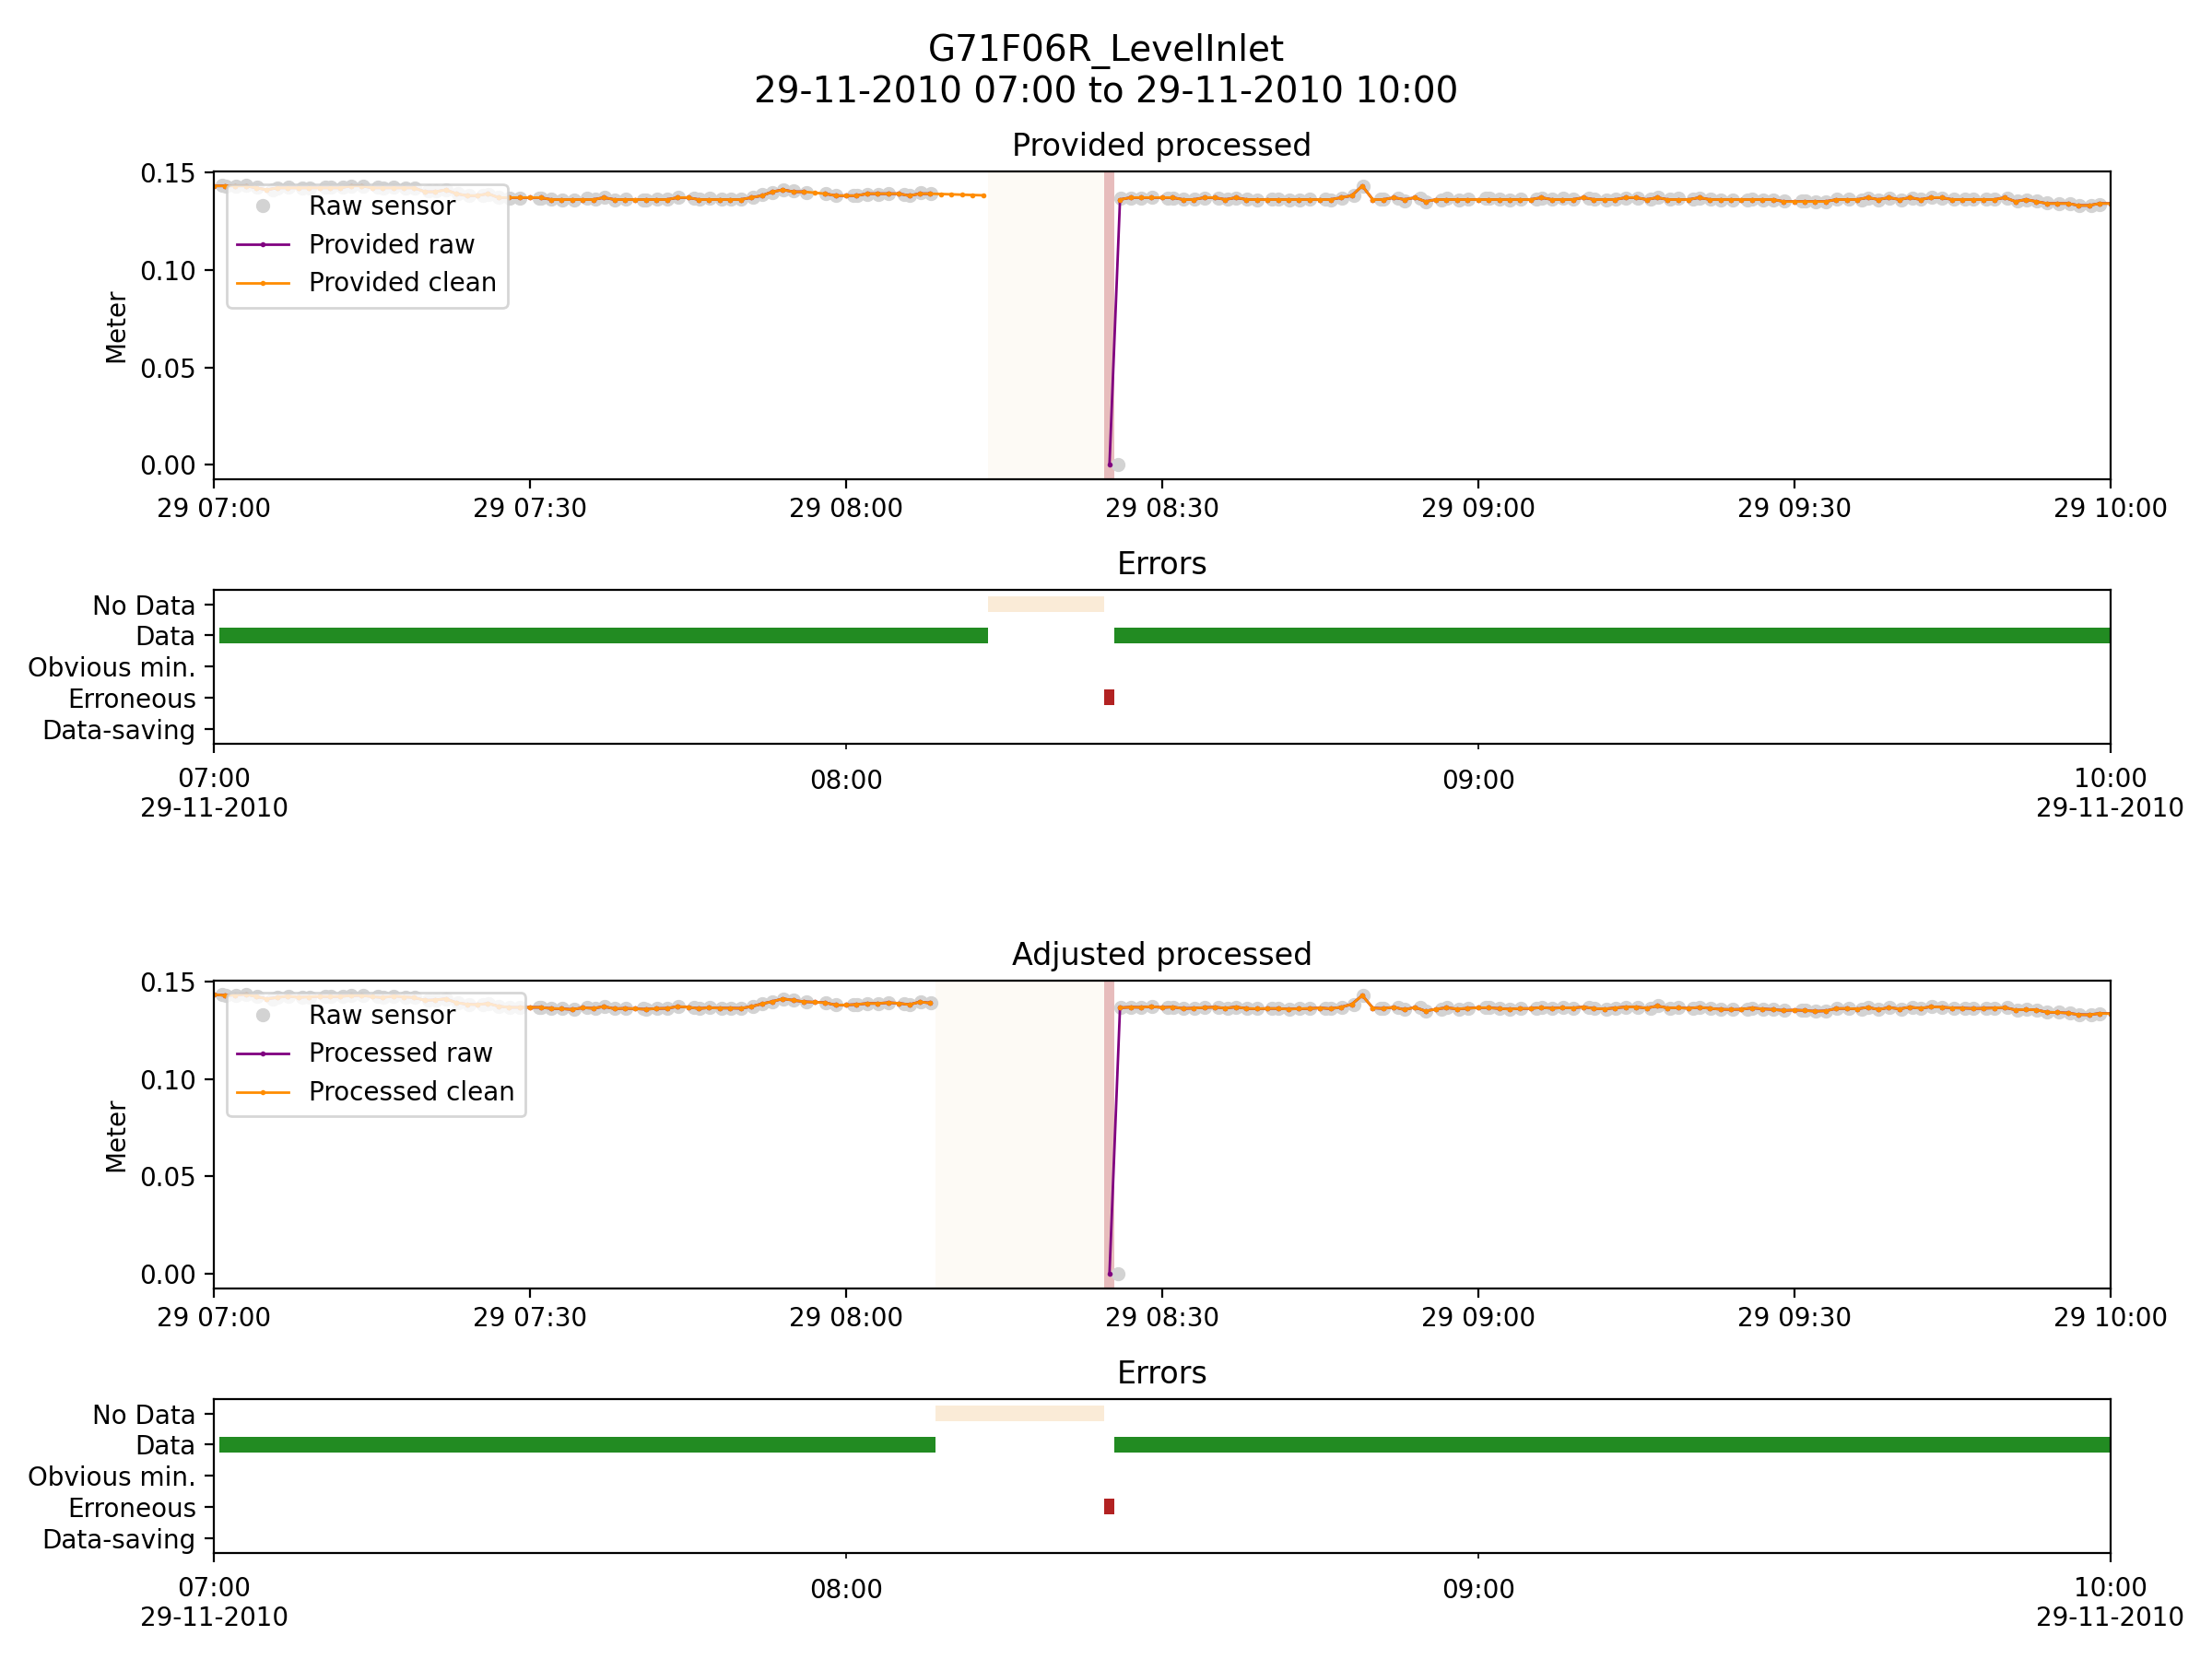 G71F06R_LevelInlet
29-11-2010 07:00 to 29-11-2010 10:00
Provided processed
0.15
0.10
0.05
0.00
Meter
Raw sensor
Provided raw
Provided clean
29 07:00 29 07:30 29 08:00 29 08:30 29 09:00 29 09:30 29 10:00
Errors
No Data
Data
Obvious min.
Erroneous
Data-saving
07:00 08:00 09:00 10:00
29-11-2010 29-11-2010
Adjusted processed
0.15
0.10
0.05
0.00
Meter
Raw sensor
Processed raw
Processed clean
29 07:00 29 07:30 29 08:00 29 08:30 29 09:00 29 09:30 29 10:00
Errors
No Data
Data
Obvious min.
Erroneous
Data-saving
07:00 08:00 09:00 10:00
29-11-2010 29-11-2010